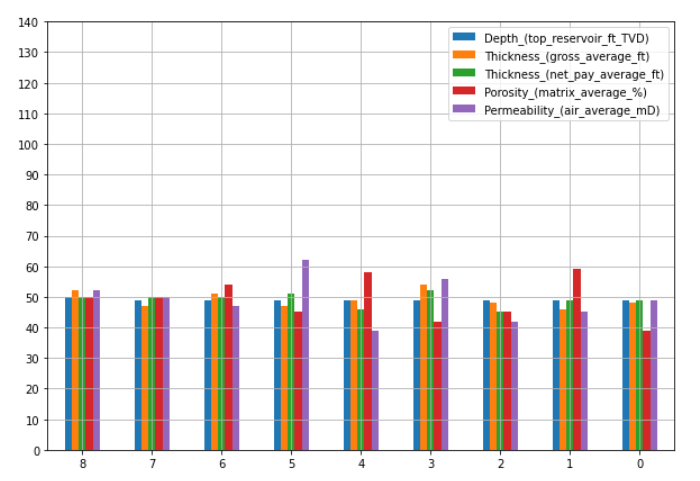 140
130
120
110
100
90
80
70
60
50
40
30
20
10
0
Depth_(top_reservoir_ft_TVD)
Thickness_(gross_average_ft)
Thickness_(net_pay_average_ft)
Porosity_(matrix_average_%)
Permeability_(air_average_mD)
8 7 6 5 4 3 2 1 0